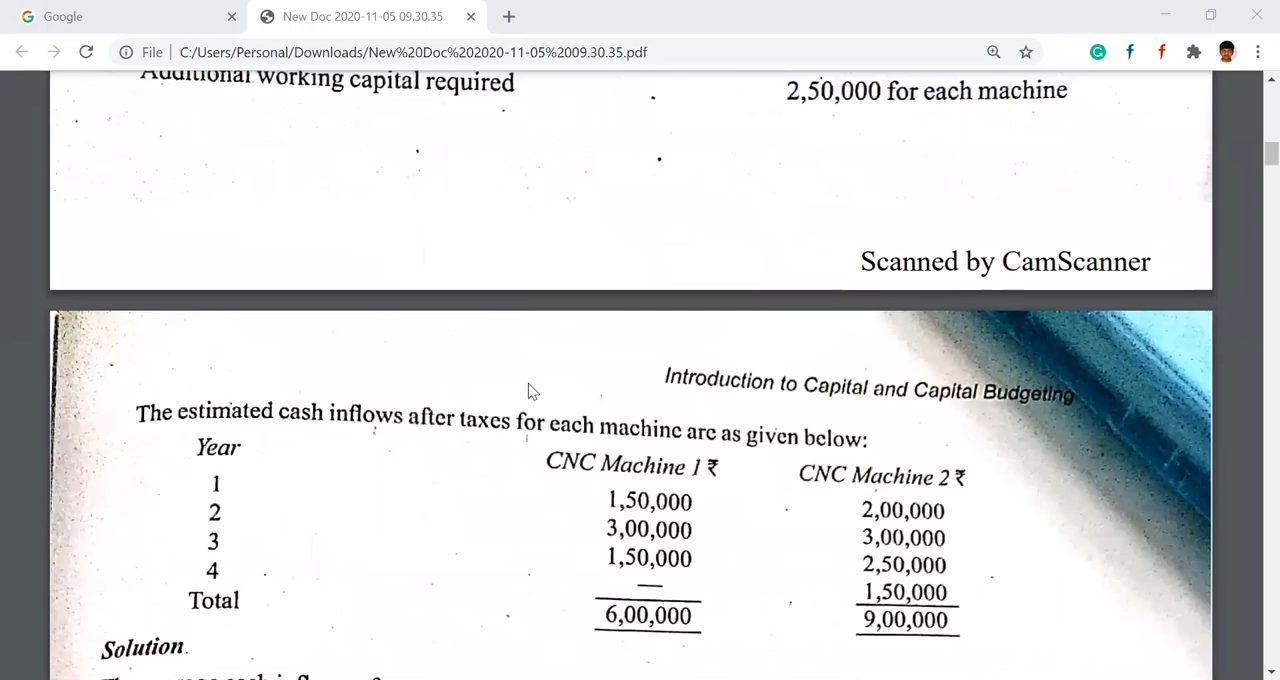 Google
New Doc 2020-11-05 09.30.35
File C:/Users/Personal/Downloads/New%20Doc%202020-11-05%2009.30.35.pdf
Additional working capital required 2,50,000 for each machine
Scanned by CamScanner
Introduction to Capital and Capital Budgeting
The estimated cash inflows after taxes for each machine are as given below:
Year CNC Machine 1 ₹ CNC Machine 2 ₹
1 1,50,000 2,00,000
2 3,00,000 3,00,000
3 1,50,000 2,50,000
4 — 1,50,000
Total 6,00,000 9,00,000
Solution